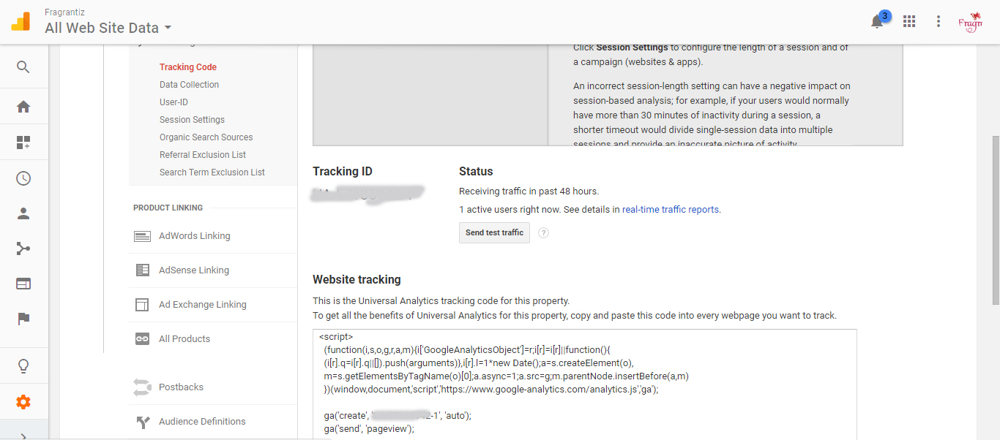 Fragrantiz
All Web Site Data
3
Fragr
Tracking Code
Data Collection
User-ID
Session Settings
Organic Search Sources
Referral Exclusion List
Search Term Exclusion List
PRODUCT LINKING
AdWords Linking
AdSense Linking
Ad Exchange Linking
All Products
Postbacks
Audience Definitions
Click Session Settings to configure the length of a session and of
a campaign (websites & apps).
An incorrect session-length setting can have a negative impact on
session-based analysis; for example, if your users would normally
have more than 30 minutes of inactivity during a session, a
shorter timeout would divide single-session data into multiple
sessions and provide an inaccurate picture of activity.
Tracking ID
Status
Receiving traffic in past 48 hours.
1 active users right now. See details in real-time traffic reports.
Send test traffic
?
Website tracking
This is the Universal Analytics tracking code for this property.
To get all the benefits of Universal Analytics for this property, copy and paste this code into every webpage you want to track.
<script>
(function(i,s,o,g,r,a,m){i['GoogleAnalyticsObject']=r;i[r]=i[r]||function(){
(i[r].q=i[r].q||[]).push(arguments)},i[r].l=1*new Date();a=s.createElement(o),
m=s.getElementsByTagName(o)[0];a.async=1;a.src=g;m.parentNode.insertBefore(a,m)
})(window,document,'script','https://www.google-analytics.com/analytics.js','ga');
ga('create', '2-1', 'auto');
ga('send', 'pageview');